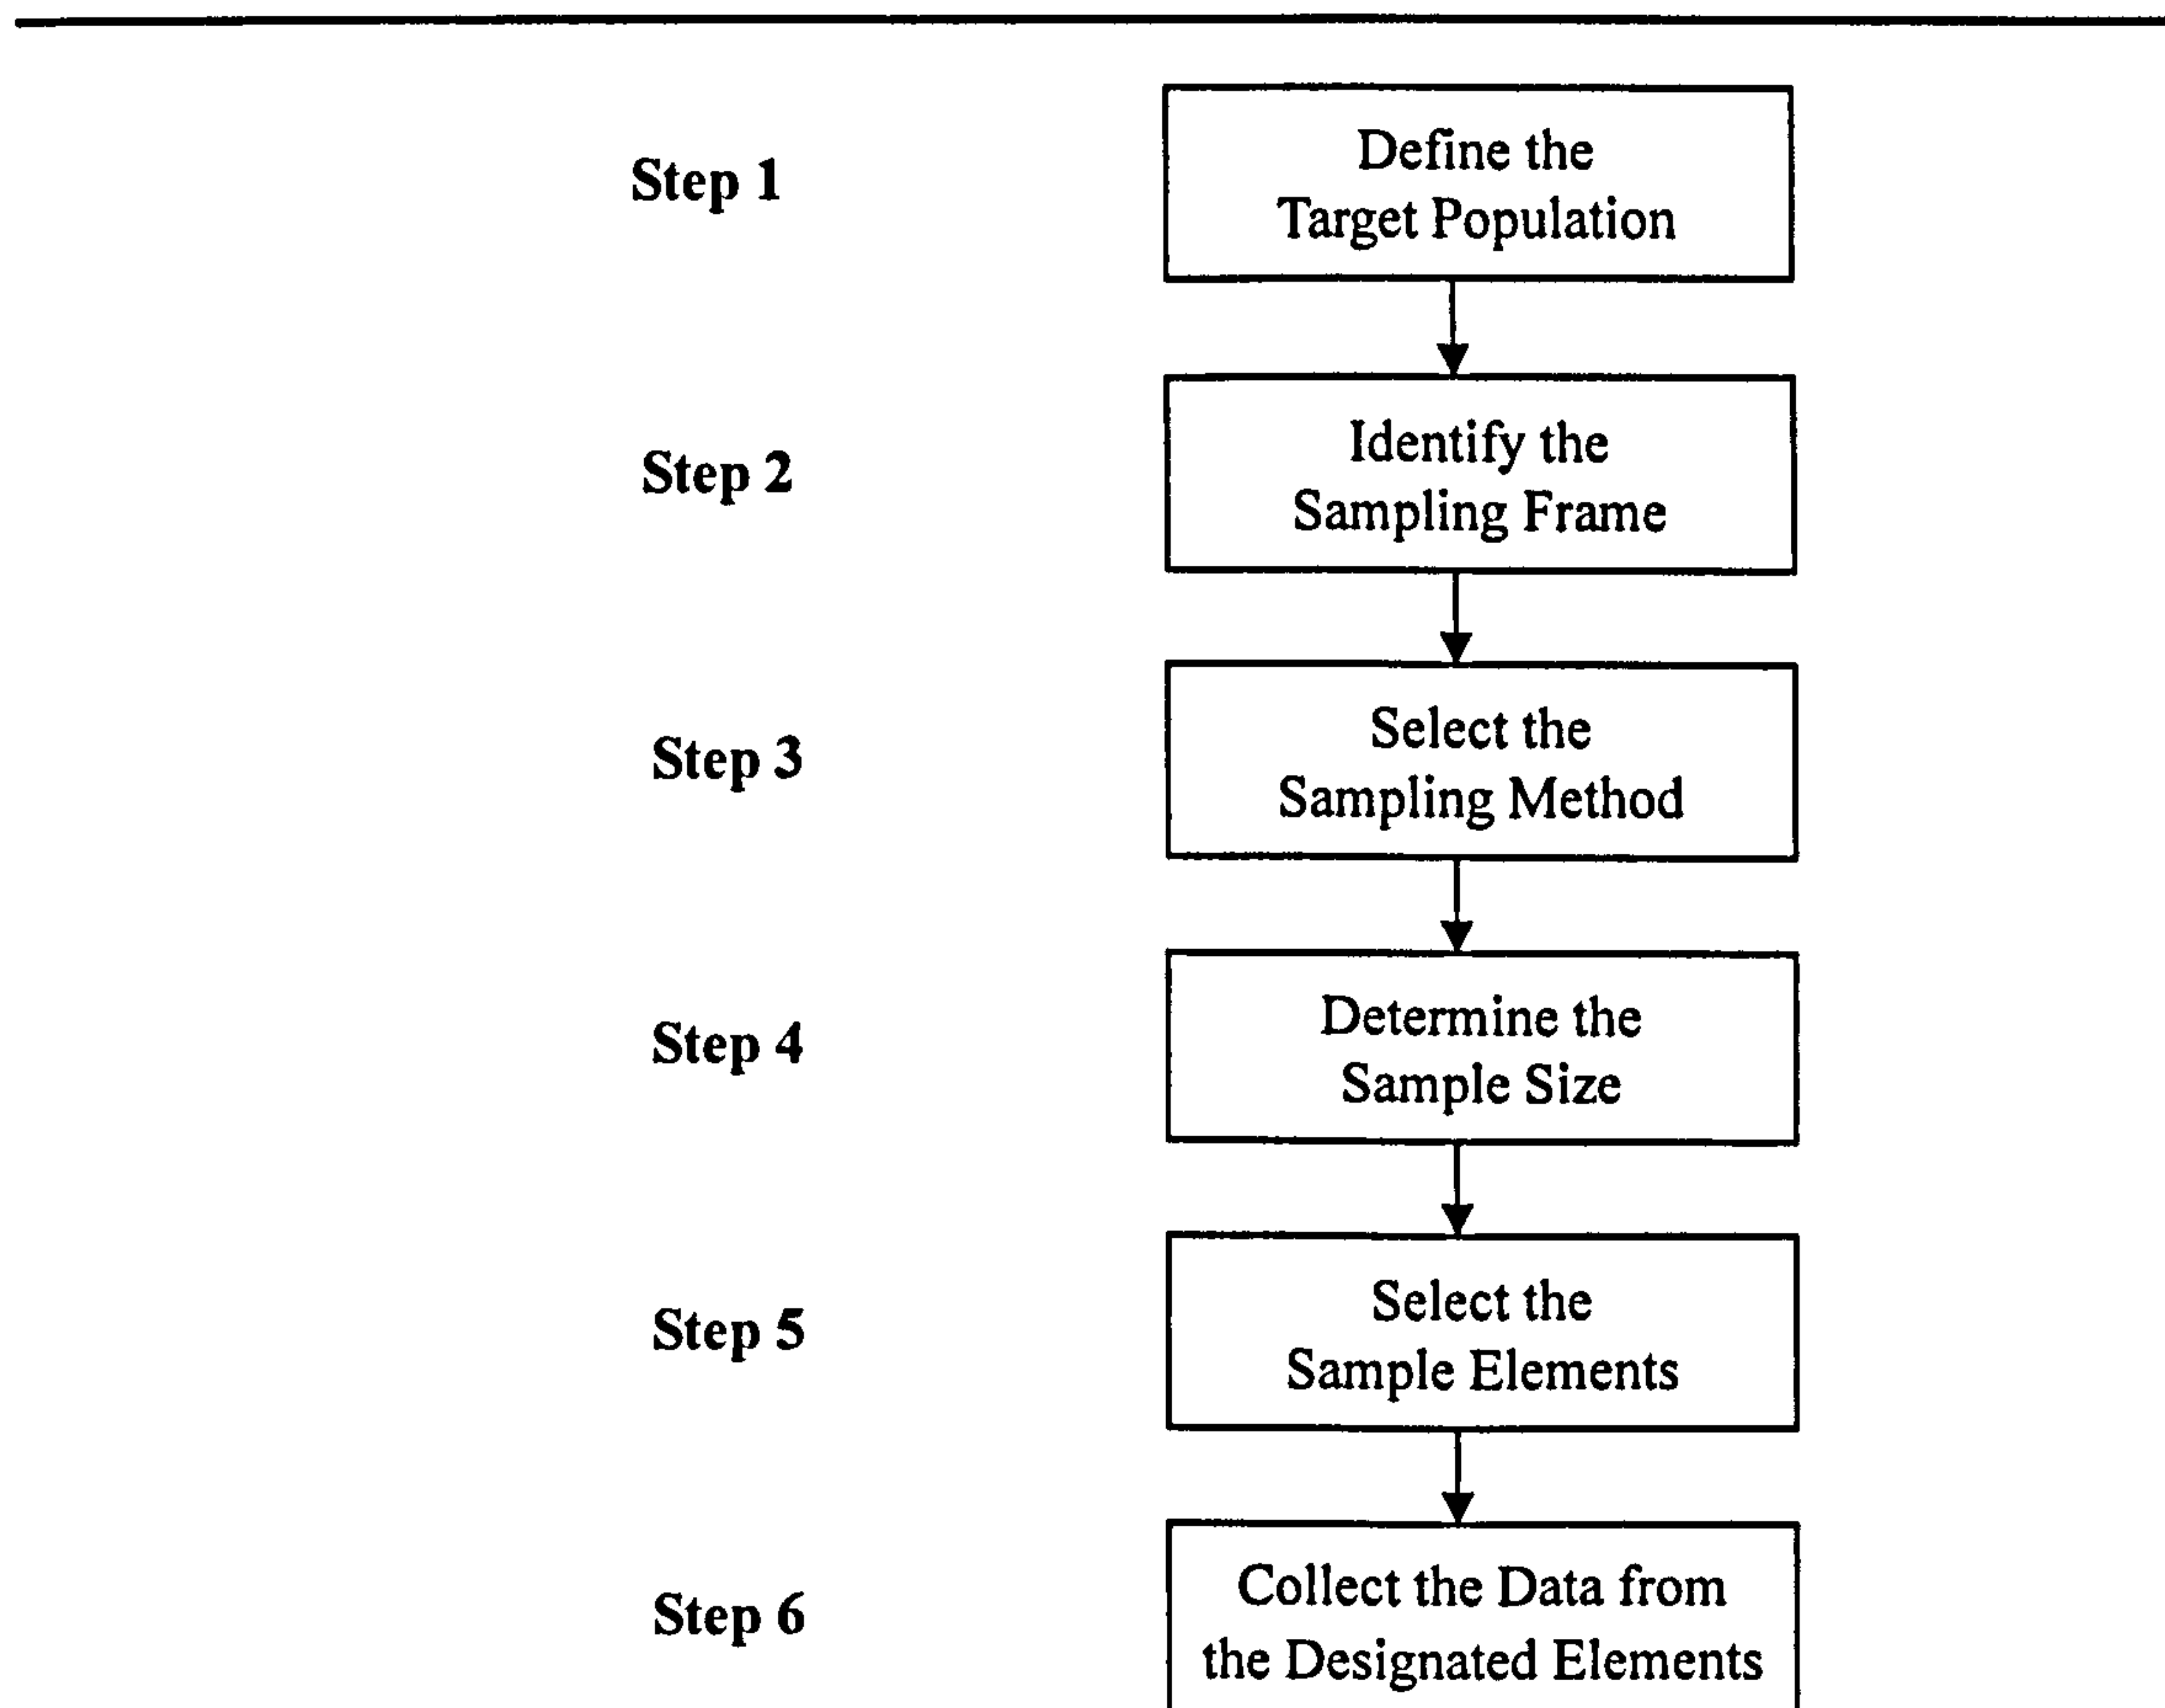 Step 1
Define the
Target Population
Step 2
Identify the
Sampling Frame
Step 3
Select the
Sampling Method
Step 4
Determine the
Sample Size
Step 5
Select the
Sample Elements
Step 6
Collect the Data from
the Designated Elements